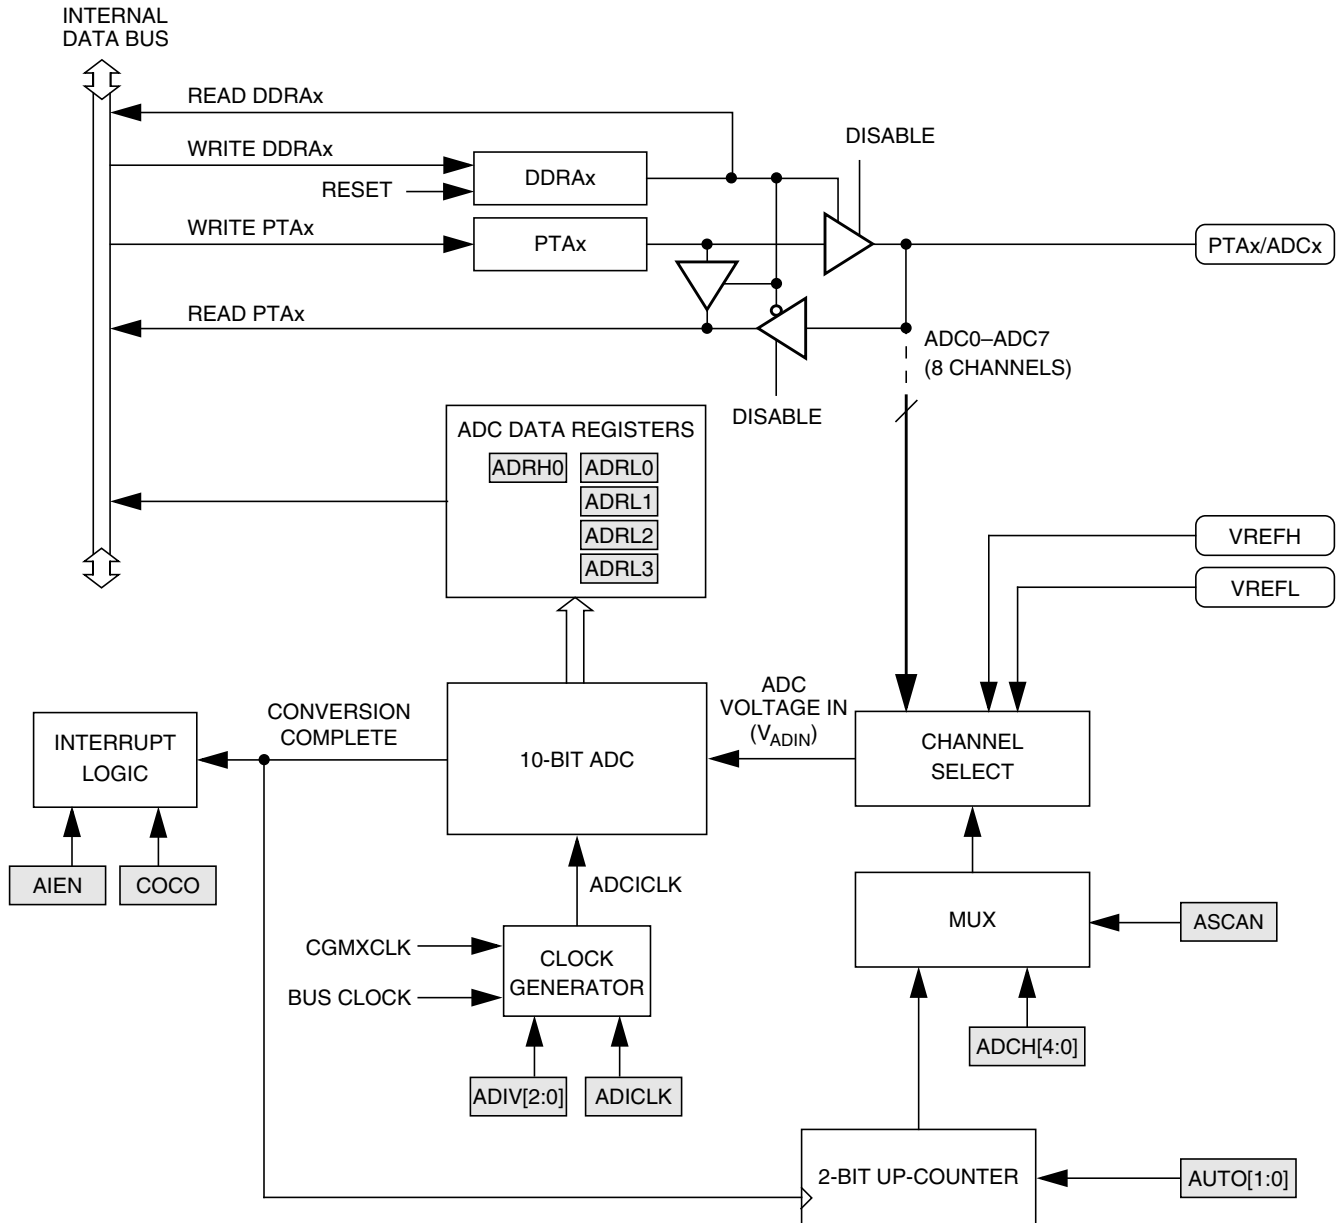 INTERNAL
DATA BUS
READ DDRAx
WRITE DDRAx
RESET
DDRAx
DISABLE
WRITE PTAx
PTAx
PTAx/ADCx
READ PTAx
DISABLE
ADC0–ADC7
(8 CHANNELS)
ADC DATA REGISTERS
ADRH0 ADRL0
ADRL1
ADRL2
ADRL3
VREFH
VREFL
INTERRUPT
LOGIC
CONVERSION
COMPLETE
10-BIT ADC
ADC
VOLTAGE IN
(VADIN)
CHANNEL
SELECT
AIEN
COCO
ADCICLK
MUX
ASCAN
CGMXCLK
BUS CLOCK
CLOCK
GENERATOR
ADCH[4:0]
ADIV[2:0]
ADICLK
2-BIT UP-COUNTER
AUTO[1:0]